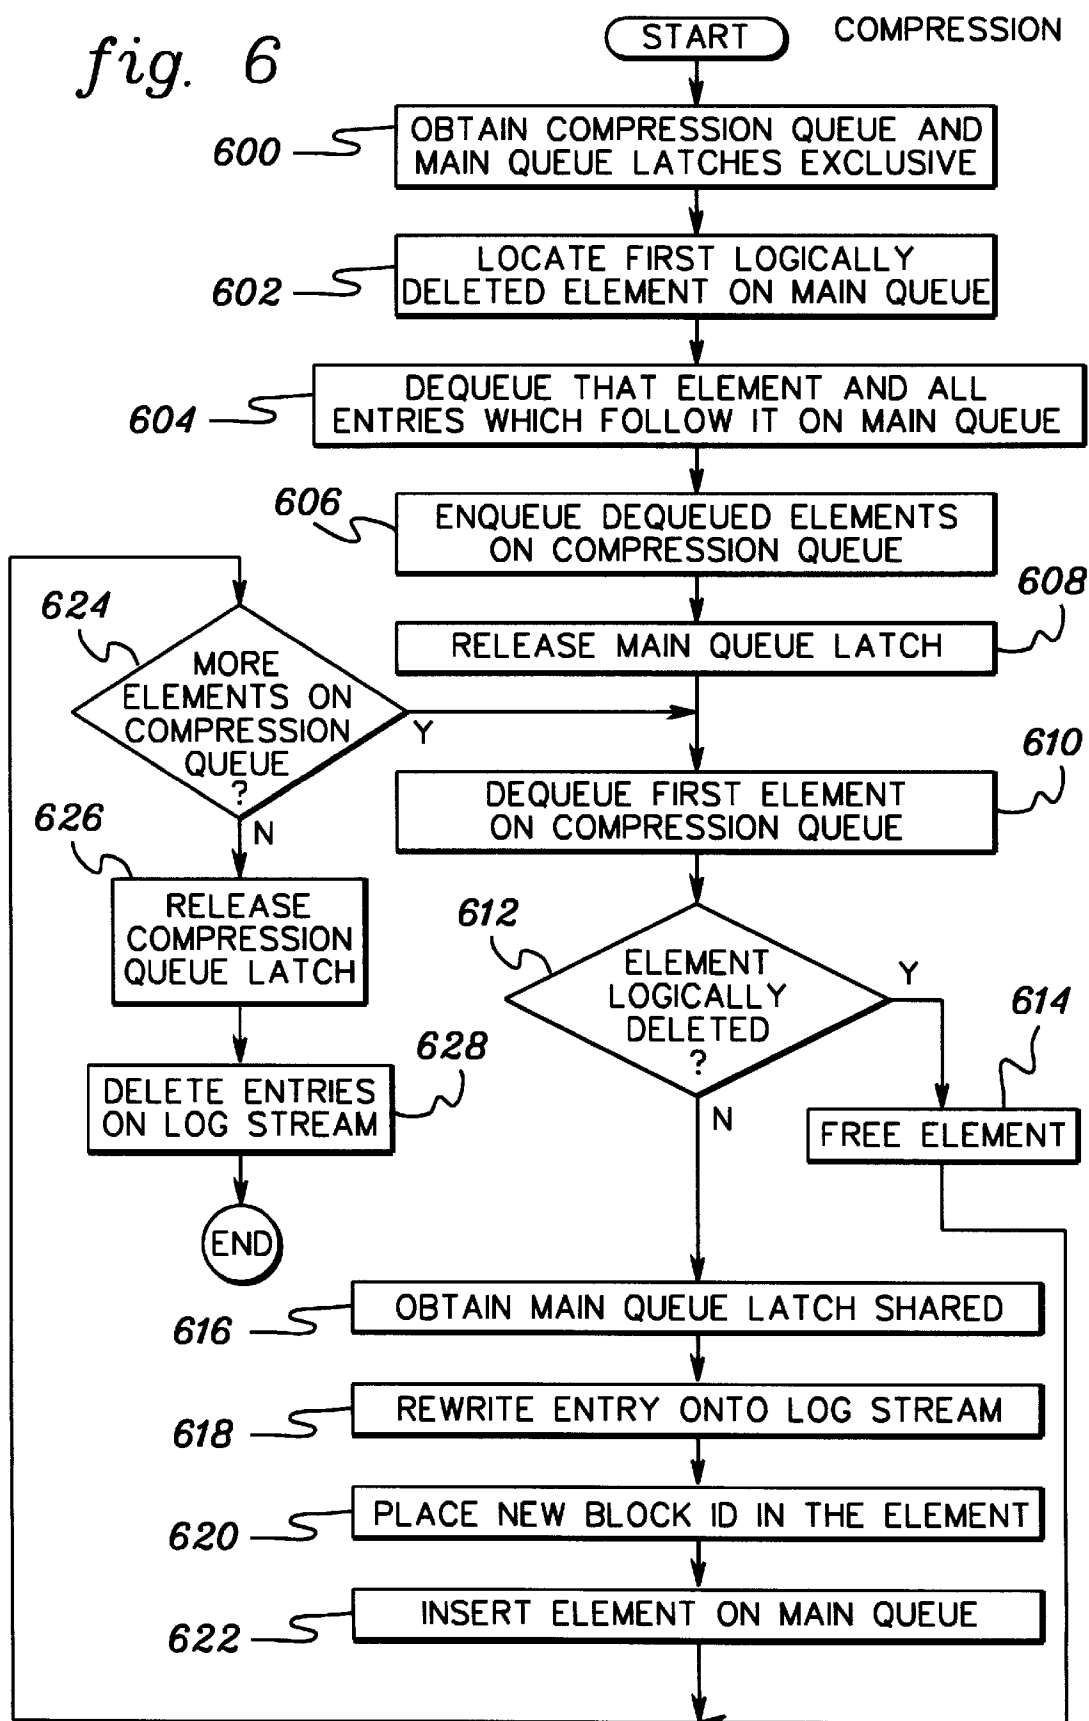 fig. 6
START
COMPRESSION
600
OBTAIN COMPRESSION QUEUE AND
MAIN QUEUE LATCHES EXCLUSIVE
602
LOCATE FIRST LOGICALLY
DELETED ELEMENT ON MAIN QUEUE
604
DEQUEUE THAT ELEMENT AND ALL
ENTRIES WHICH FOLLOW IT ON MAIN QUEUE
606
ENQUEUE DEQUEUED ELEMENTS
ON COMPRESSION QUEUE
608
RELEASE MAIN QUEUE LATCH
624
MORE
ELEMENTS ON
COMPRESSION
QUEUE
?
Y
N
610
DEQUEUE FIRST ELEMENT
ON COMPRESSION QUEUE
626
RELEASE
COMPRESSION
QUEUE LATCH
612
ELEMENT
LOGICALLY
DELETED
?
Y
N
614
FREE ELEMENT
628
DELETE ENTRIES
ON LOG STREAM
END
616
OBTAIN MAIN QUEUE LATCH SHARED
618
REWRITE ENTRY ONTO LOG STREAM
620
PLACE NEW BLOCK ID IN THE ELEMENT
622
INSERT ELEMENT ON MAIN QUEUE